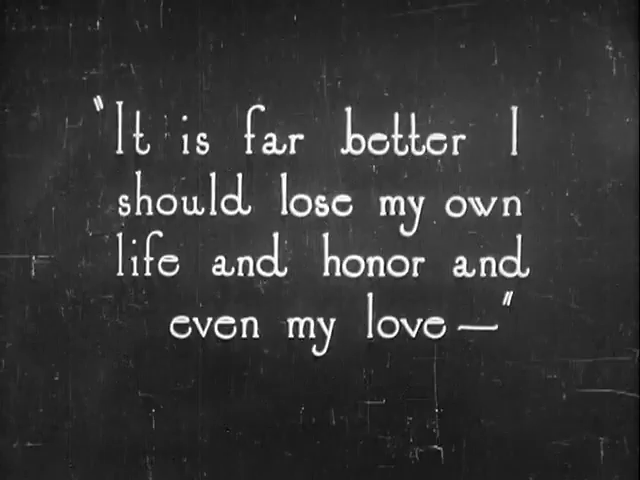 "It is far better I
should lose my own
life and honor and
even my love—"